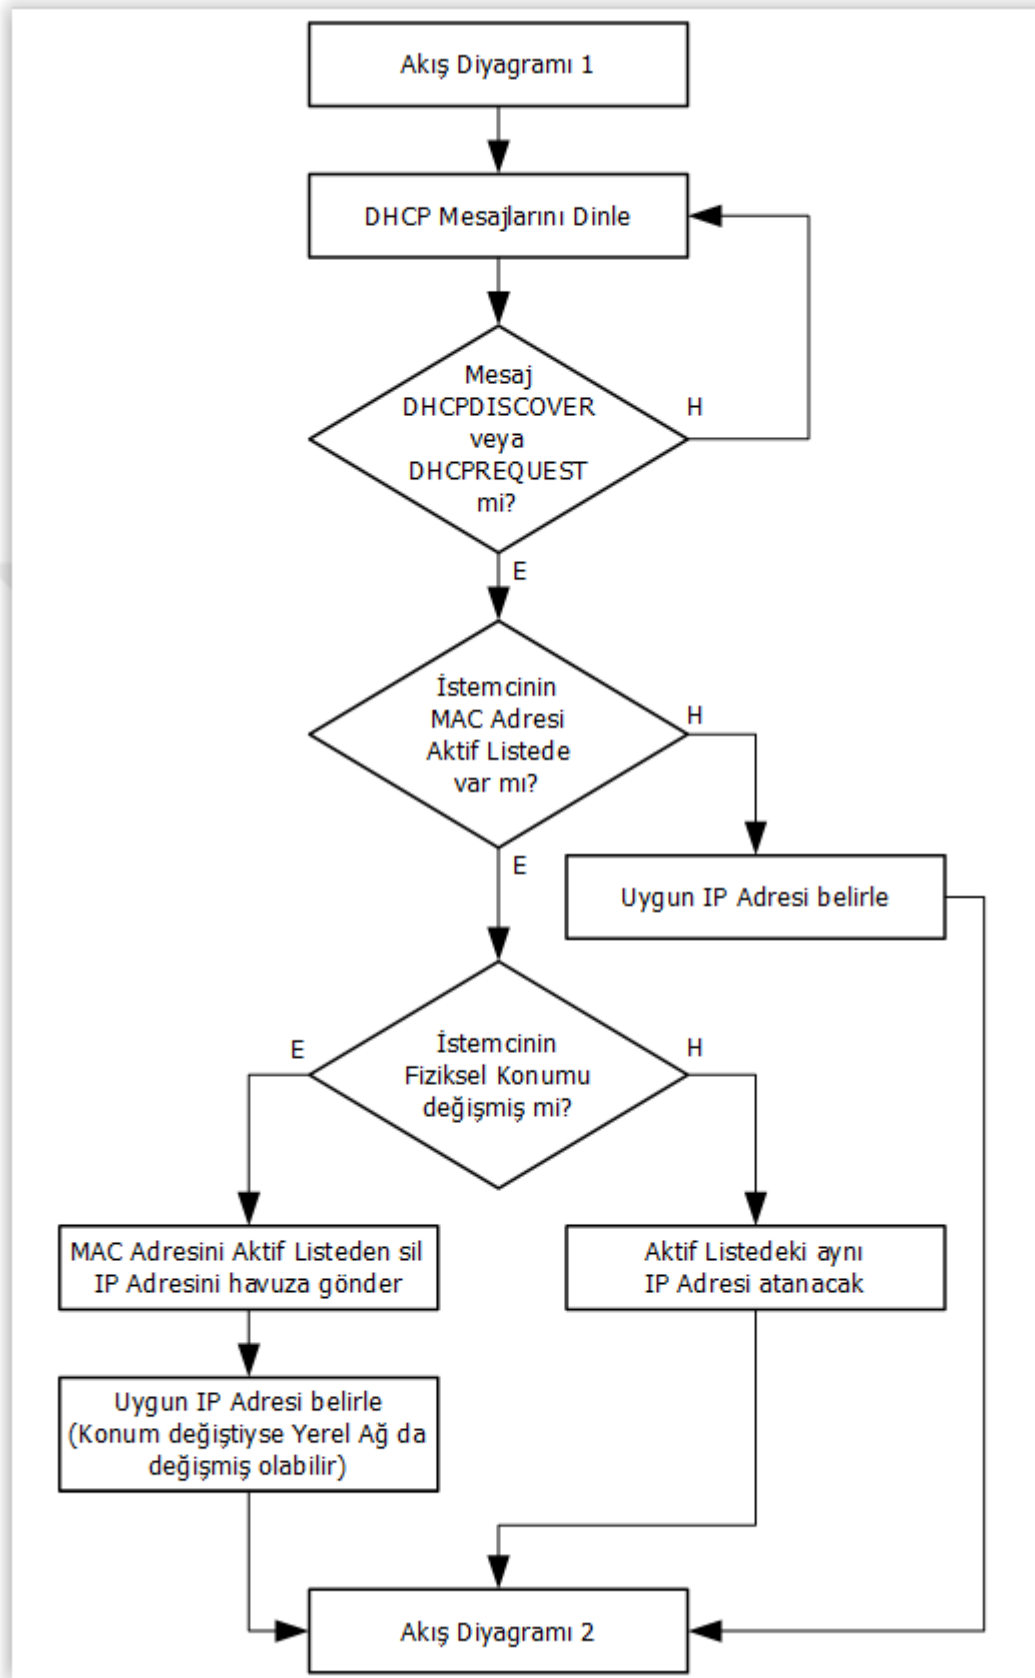 Akış Diyagramı 1
DHCP Mesajlarını Dinle
Mesaj
DHCPDISCOVER
veya
DHCPREQUEST
mi?
H
E
İstemcinin
MAC Adresi
Aktif Listede
var mı?
H
E
Uygun IP Adresi belirle
İstemcinin
Fiziksel Konumu
değişmiş mi?
E
H
MAC Adresini Aktif Listeden sil
IP Adresini havuza gönder
Aktif Listedeki aynı
IP Adresi atanacak
Uygun IP Adresi belirle
(Konum değiştiyse Yerel Ağ da
değişmiş olabilir)
Akış Diyagramı 2